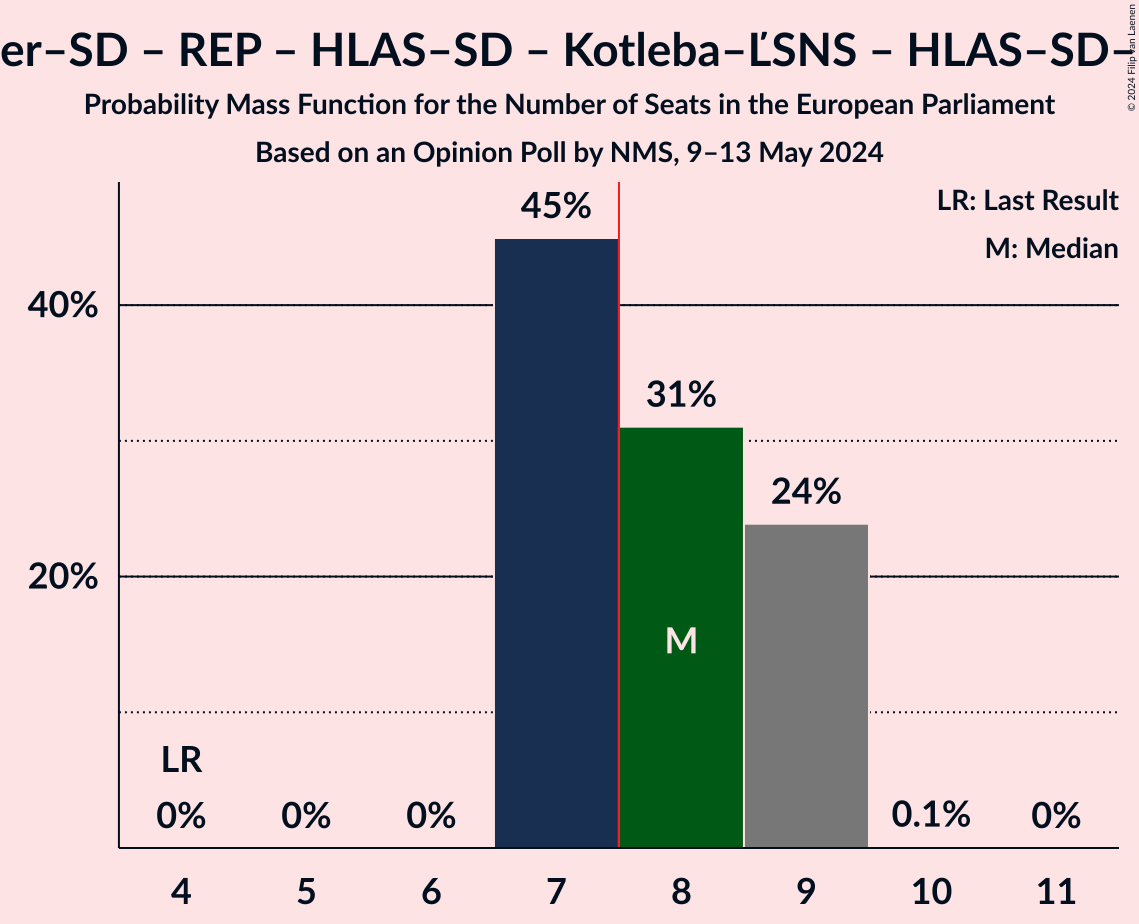 er–SD – REP – HLAS–SD – Kotleba–ĽSNS – HLAS–SD–
Probability Mass Function for the Number of Seats in the European Parliament
Based on an Opinion Poll by NMS, 9–13 May 2024
© 2024 Filip van Laenen
LR: Last Result
M: Median
45%
40%
31%
24%
20%
M
LR
0% 0% 0% 0.1% 0%
4 5 6 7 8 9 10 11